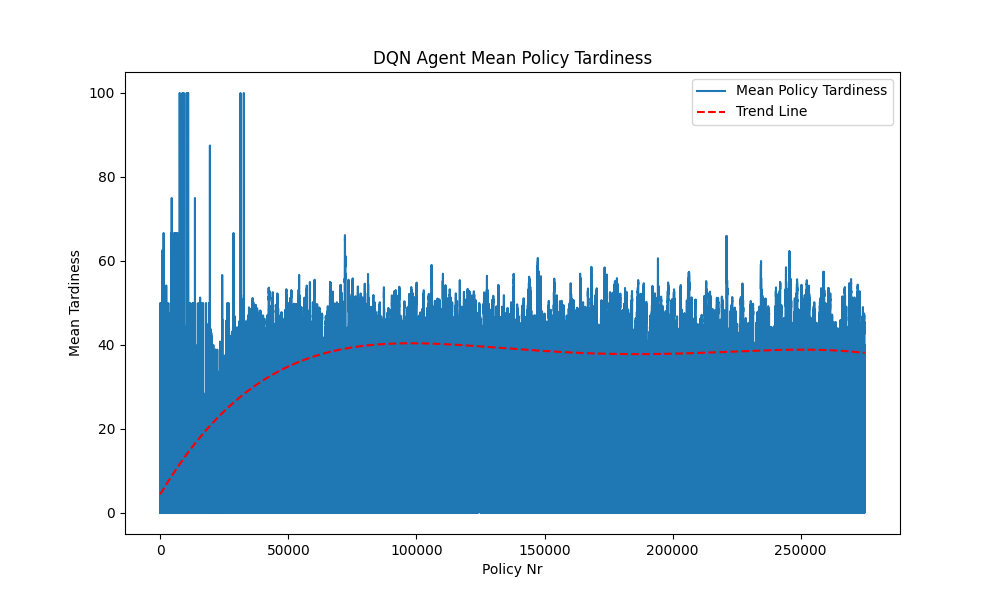 DQN Agent Mean Policy Tardiness
Mean Policy Tardiness
Trend Line
Mean Tardiness
100
80
60
40
20
0
0 50000 100000 150000 200000 250000
Policy Nr